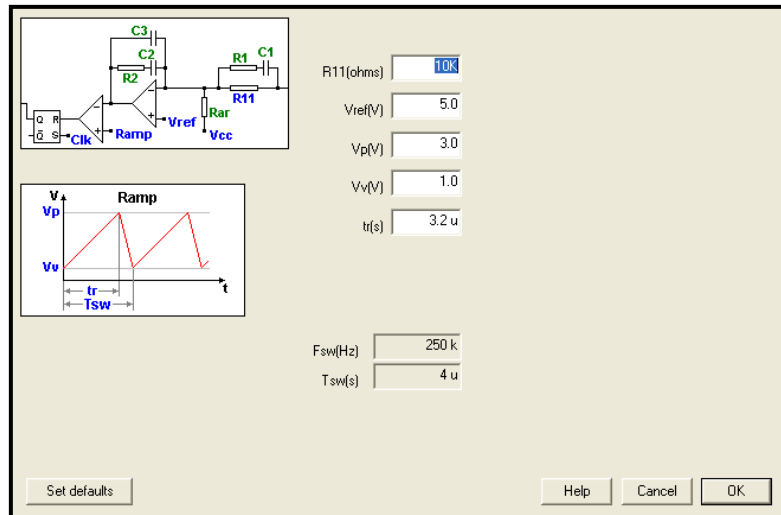 C3
C2
R2
R1
C1
R11
Rar
Vcc
Vref
Ramp
Clk
Q R
Q̅ S
−
+
−
+
R11(ohms) 10K
Vref(V) 5.0
Vp(V) 3.0
Vv(V) 1.0
tr(s) 3.2 u
V
Ramp
Vp
Vv
tr
Tsw
t
Fsw(Hz) 250 k
Tsw(s) 4 u
Set defaults
Help
Cancel
OK